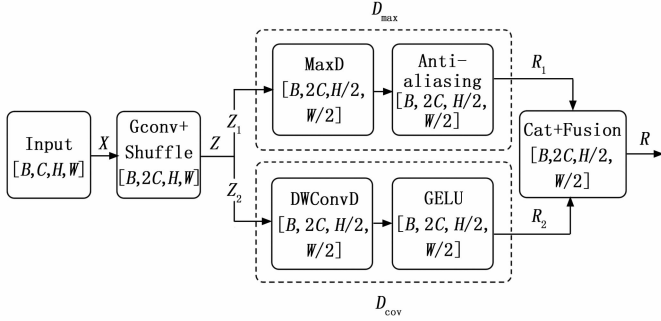 D_max
MaxD
[B,2C,H/2,
W/2]
Anti-
aliasing
[B,2C,H/2,
W/2]
R_1
Z_1
Input
[B,C,H,W]
X
Gconv+
Shuffle
[B,2C,H,W]
Z
Cat+Fusion
[B,2C,H/2,
W/2]
R
Z_2
DWConvD
[B,2C,H/2,
W/2]
GELU
[B,2C,H/2,
W/2]
R_2
D_cov